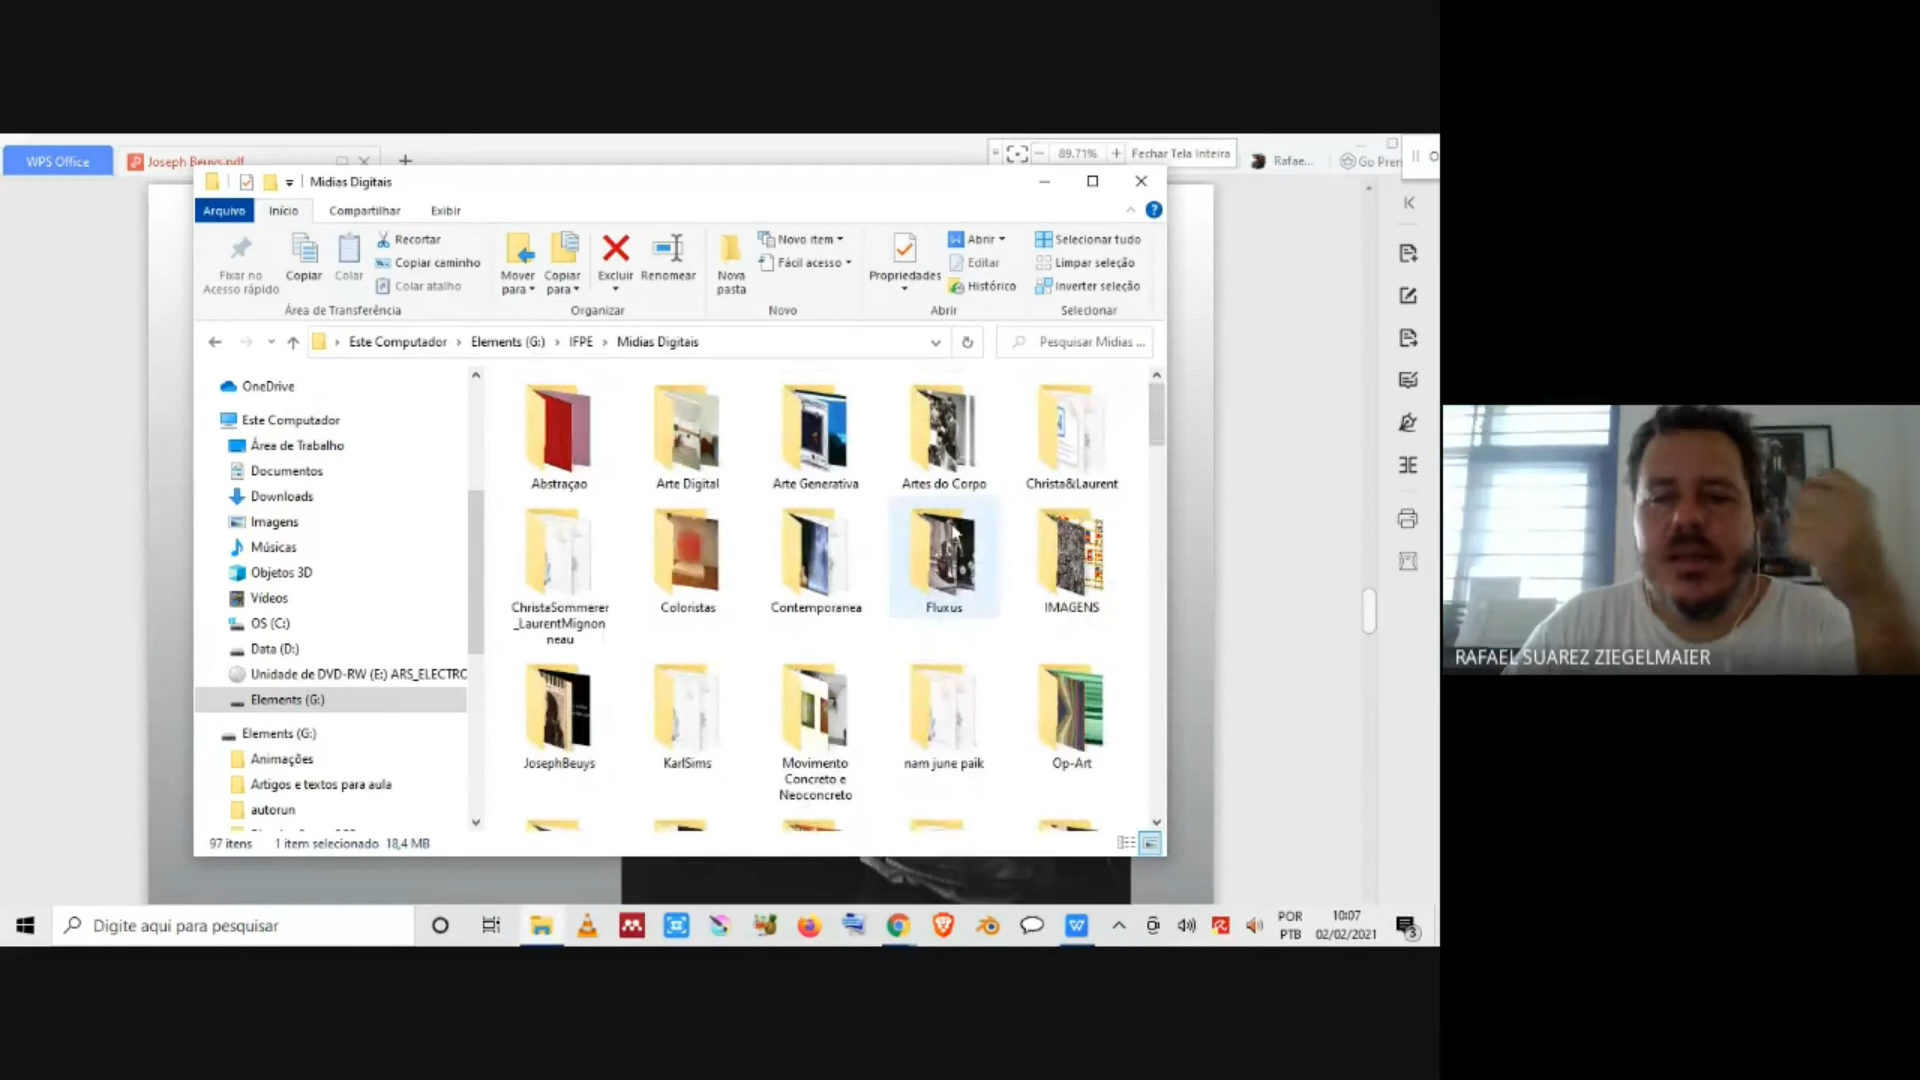 WPS Office
Joseph Beuys.pdf
89.71%
Fechar Tela Inteira
Rafae...
Go Pren
Midias Digitais
Arquivo
Início
Compartilhar
Exibir
Fixar no
Acesso rápido
Copiar
Colar
Recortar
Copiar caminho
Colar atalho
Mover
para
Copiar
para
Excluir
Renomear
Nova
pasta
Novo item
Fácil acesso
Propriedades
Abrir
Editar
Histórico
Selecionar tudo
Limpar seleção
Inverter seleção
Área de Transferência
Organizar
Novo
Abrir
Selecionar
Este Computador
Elements (G:)
IFPE
Midias Digitais
Pesquisar Midias ...
OneDrive
Este Computador
Área de Trabalho
Documentos
Downloads
Imagens
Músicas
Objetos 3D
Vídeos
OS (C:)
Data (D:)
Unidade de DVD-RW (E:) ARS_ELECTRO
Elements (G:)
Elements (G:)
Animações
Artigos e textos para aula
autorun
Abstraçao
Arte Digital
Arte Generativa
Artes do Corpo
Christa&Laurent
ChristaSommerer
_LaurentMignon
neau
Coloristas
Contemporanea
Fluxus
IMAGENS
JosephBeuys
KarlSims
Movimento
Concreto e
Neoconcreto
nam june paik
Op-Art
97 itens
1 item selecionado 18,4 MB
Digite aqui para pesquisar
POR
PTB
10:07
02/02/2021
3
RAFAEL SUAREZ ZIEGELMAIER